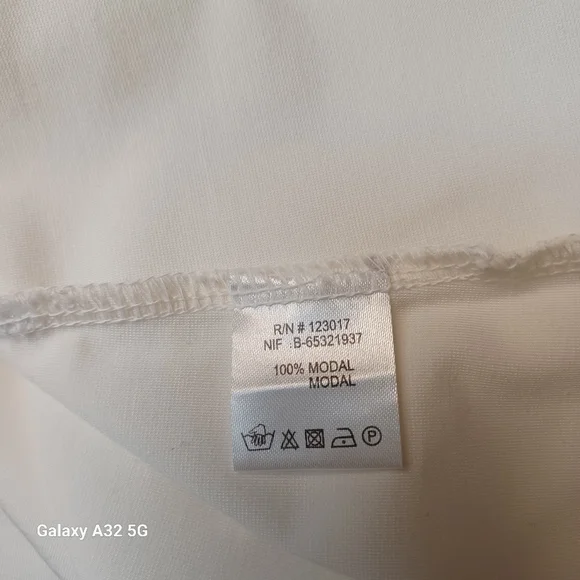 R/N # 123017
NIF :B-65321937
100% MODAL
MODAL
P
Galaxy A32 5G